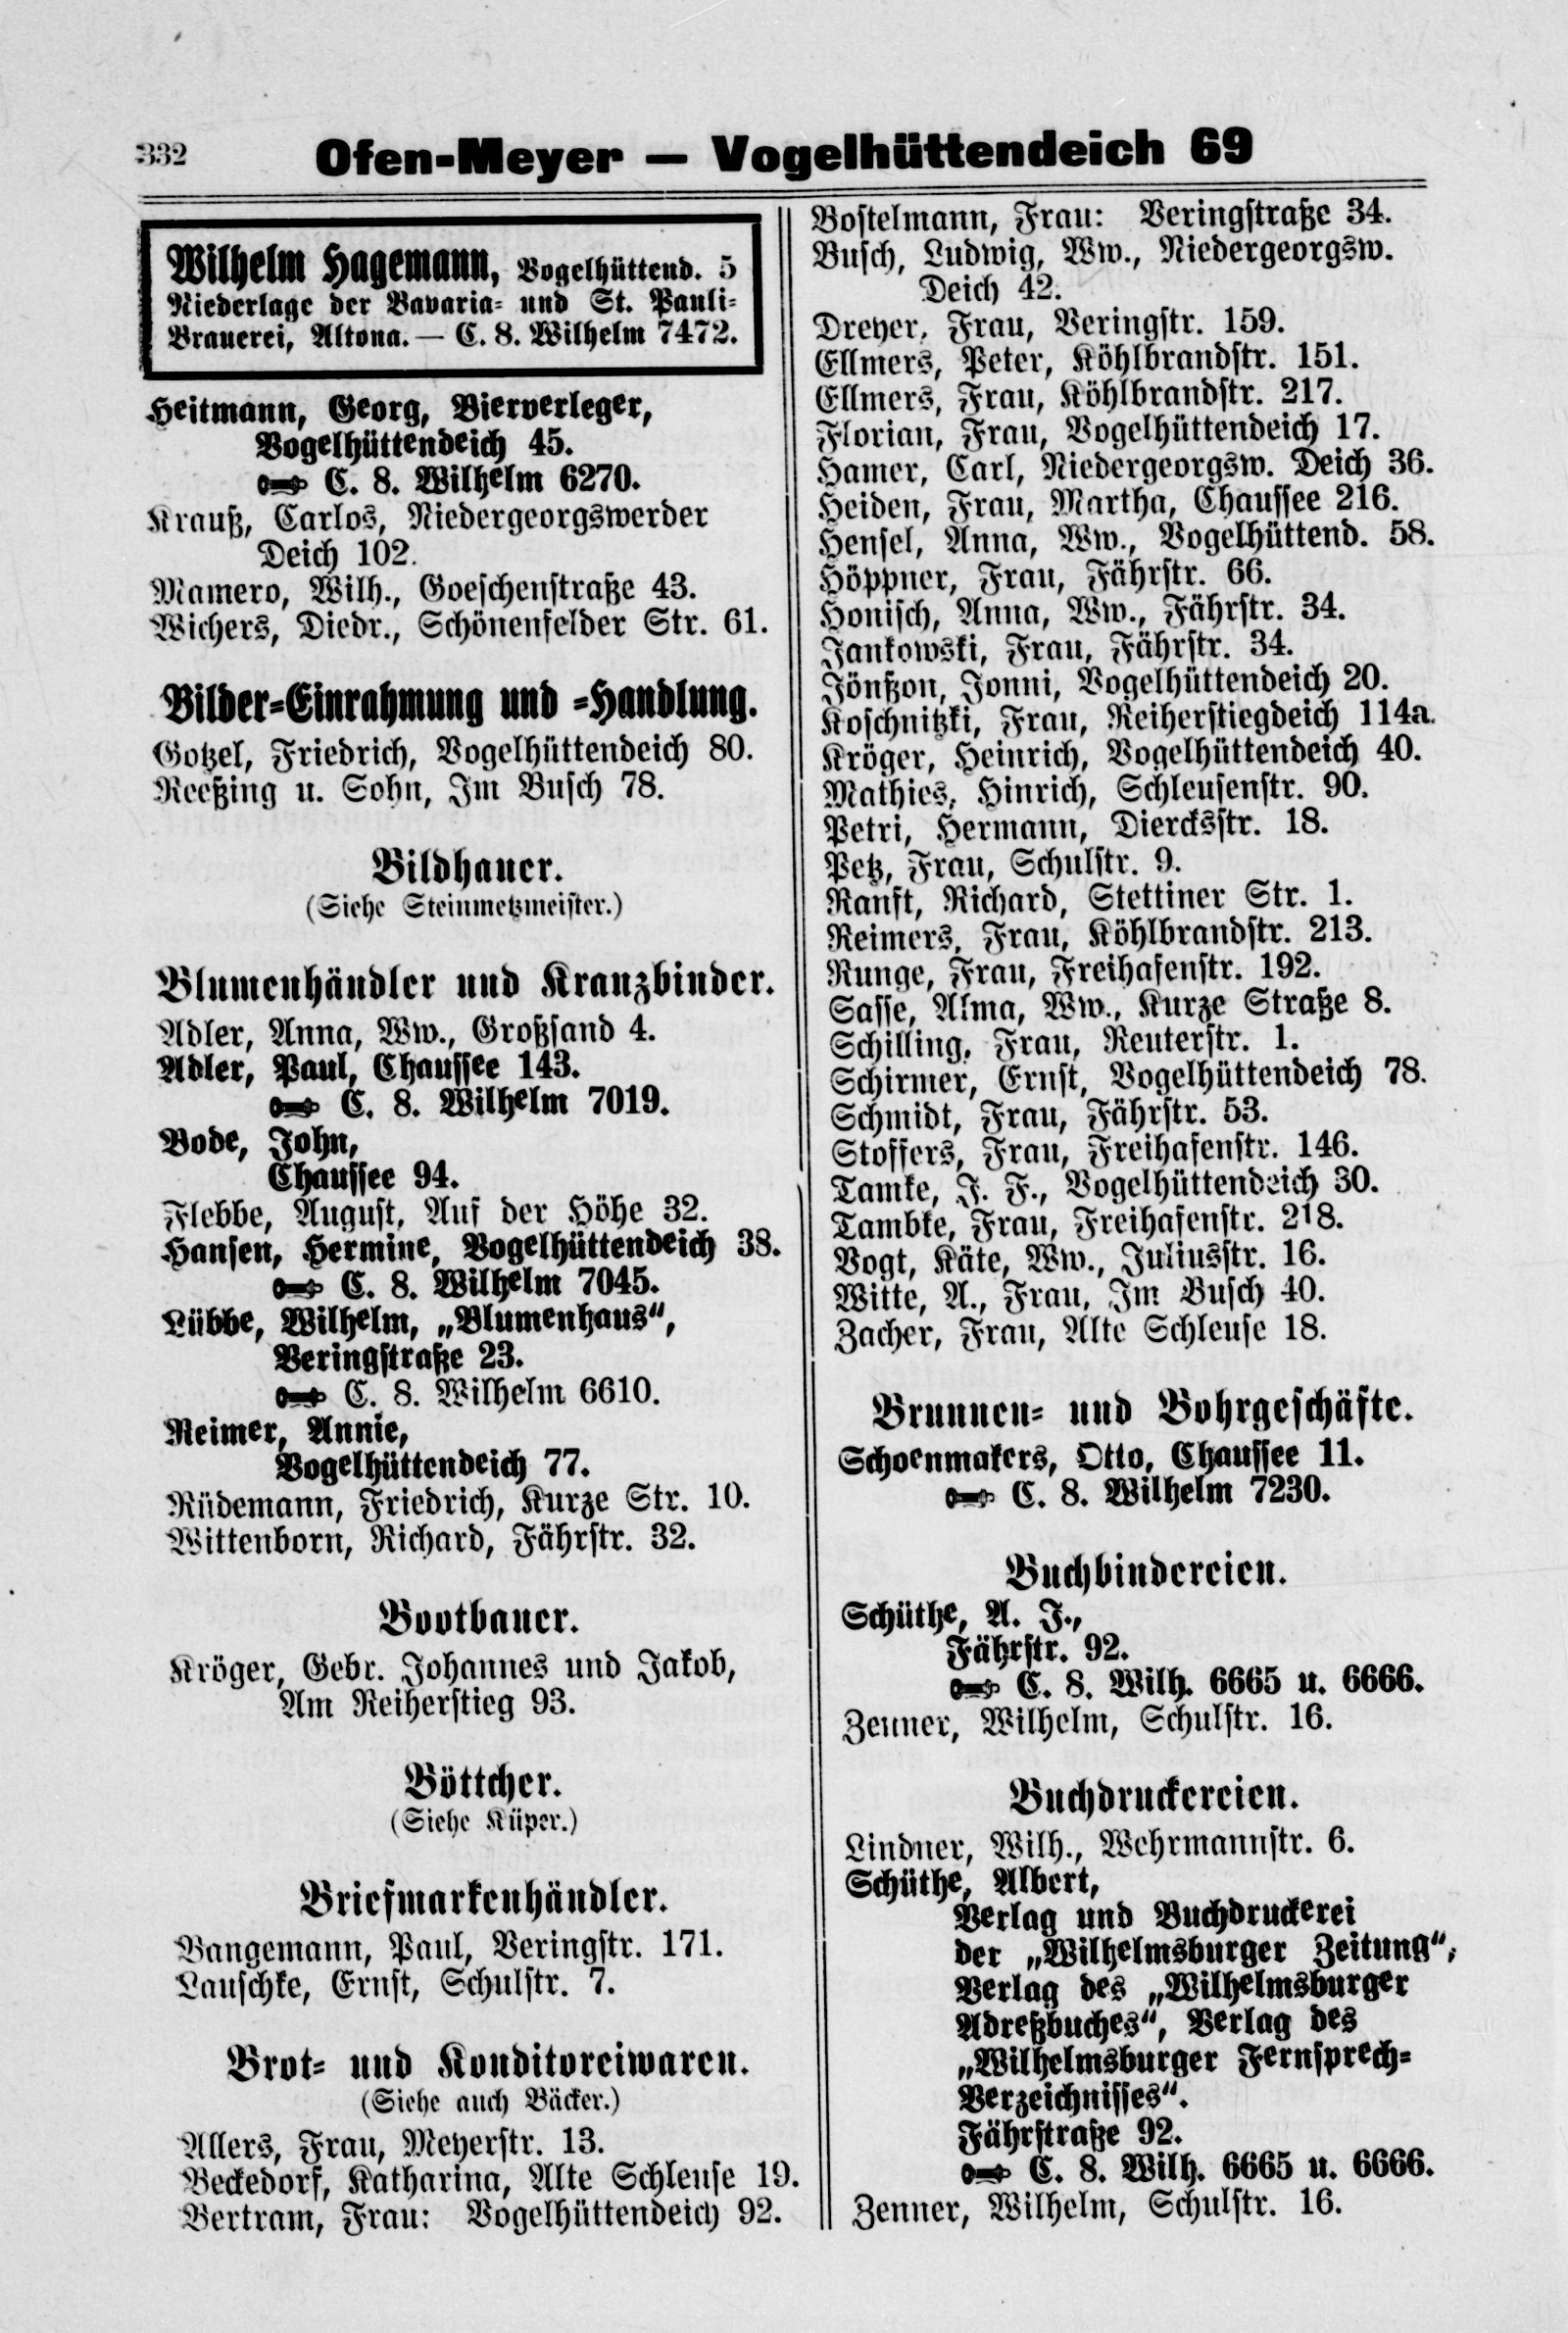 332
Ofen-Meyer — Vogelhüttendeich 69
Wilhelm Hagemann, Vogelhüttend. 5
Niederlage der Bavaria- und St. Pauli-
Brauerei, Altona. — C. 8. Wilhelm 7472.
Heitmann, Georg, Bierverleger,
Vogelhüttendeich 45.
C. 8. Wilhelm 6270.
Krauß, Carlos, Niedergeorgswerder
Deich 102.
Mamero, Wilh., Goeschenstraße 43.
Wichers, Diedr., Schönenfelder Str. 61.
Bilder-Einrahmung und -Handlung.
Gotzel, Friedrich, Vogelhüttendeich 80.
Reeßing u. Sohn, Im Busch 78.
Bildhauer.
(Siehe Steinmetzmeister.)
Blumenhändler und Kranzbinder.
Adler, Anna, Ww., Großsand 4.
Adler, Paul, Chaussee 143.
C. 8. Wilhelm 7019.
Bode, John,
Chaussee 94.
Flebbe, August, Auf der Höhe 32.
Hansen, Hermine, Vogelhüttendeich 38.
C. 8. Wilhelm 7045.
Lübbe, Wilhelm, „Blumenhaus“,
Veringstraße 23.
C. 8. Wilhelm 6610.
Reimer, Annie,
Vogelhüttendeich 77.
Rüdemann, Friedrich, Kurze Str. 10.
Wittenborn, Richard, Fährstr. 32.
Bootbauer.
Kröger, Gebr. Johannes und Jakob,
Am Reiherstieg 93.
Böttcher.
(Siehe Küper.)
Briefmarkenhändler.
Bangemann, Paul, Veringstr. 171.
Lauschke, Ernst, Schulstr. 7.
Brot- und Konditoreiwaren.
(Siehe auch Bäcker.)
Allers, Frau, Meyerstr. 13.
Beckedorf, Katharina, Alte Schleuse 19.
Bertram, Frau: Vogelhüttendeich 92.
Bostelmann, Frau: Veringstraße 34.
Busch, Ludwig, Ww., Niedergeorgsw.
Deich 42.
Dreyer, Frau, Veringstr. 159.
Ellmers, Peter, Köhlbrandstr. 151.
Ellmers, Frau, Köhlbrandstr. 217.
Florian, Frau, Vogelhüttendeich 17.
Hamer, Carl, Niedergeorgsw. Deich 36.
Heiden, Frau, Martha, Chaussee 216.
Hensel, Anna, Ww., Vogelhüttend. 58.
Höppner, Frau, Fährstr. 66.
Honisch, Anna, Ww., Fährstr. 34.
Jankowski, Frau, Fährstr. 34.
Jönßon, Jonni, Vogelhüttendeich 20.
Koschnitzki, Frau, Reiherstiegdeich 114a.
Kröger, Heinrich, Vogelhüttendeich 40.
Mathies, Hinrich, Schleusenstr. 90.
Petri, Hermann, Diercksstr. 18.
Petz, Frau, Schulstr. 9.
Ranft, Richard, Stettiner Str. 1.
Reimers, Frau, Köhlbrandstr. 213.
Runge, Frau, Freihafenstr. 192.
Sasse, Alma, Ww., Kurze Straße 8.
Schilling, Frau, Reuterstr. 1.
Schirmer, Ernst, Vogelhüttendeich 78.
Schmidt, Frau, Fährstr. 53.
Stoffers, Frau, Freihafenstr. 146.
Tamke, J. F., Vogelhüttendeich 30.
Tambke, Frau, Freihafenstr. 218.
Vogt, Käte, Ww., Juliusstr. 16.
Witte, A., Frau, Im Busch 40.
Zacher, Frau, Alte Schleuse 18.
Brunnen- und Bohrgeschäfte.
Schoenmakers, Otto, Chaussee 11.
C. 8. Wilhelm 7230.
Buchbindereien.
Schüthe, A. J.,
Fährstr. 92.
C. 8. Wilh. 6665 u. 6666.
Zenner, Wilhelm, Schulstr. 16.
Buchdruckereien.
Lindner, Wilh., Wehrmannstr. 6.
Schüthe, Albert,
Verlag und Buchdruckerei
der „Wilhelmsburger Zeitung“,
Verlag des „Wilhelmsburger
Adreßbuches“, Verlag des
„Wilhelmsburger Fernsprech-
Verzeichnisses“.
Fährstraße 92.
C. 8. Wilh. 6665 u. 6666.
Zenner, Wilhelm, Schulstr. 16.